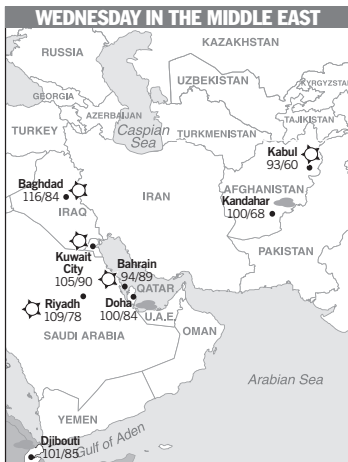 WEDNESDAY IN THE MIDDLE EAST
KAZAKHSTAN
RUSSIA
UZBEKISTAN
KYRGYZSTAN
GEORGIA
AZERBAIJAN
TAJIKISTAN
TURKEY
Caspian
Sea
TURKMENISTAN
Kabul
93/60
Baghdad
116/84
IRAQ
IRAN
AFGHANISTAN
Kandahar
100/68
PAKISTAN
Kuwait
City
105/90
Bahrain
94/89
QATAR
Riyadh
109/78
Doha
100/84
U.A.E.
SAUDI ARABIA
OMAN
Arabian Sea
YEMEN
Djibouti
101/85
Gulf of Aden